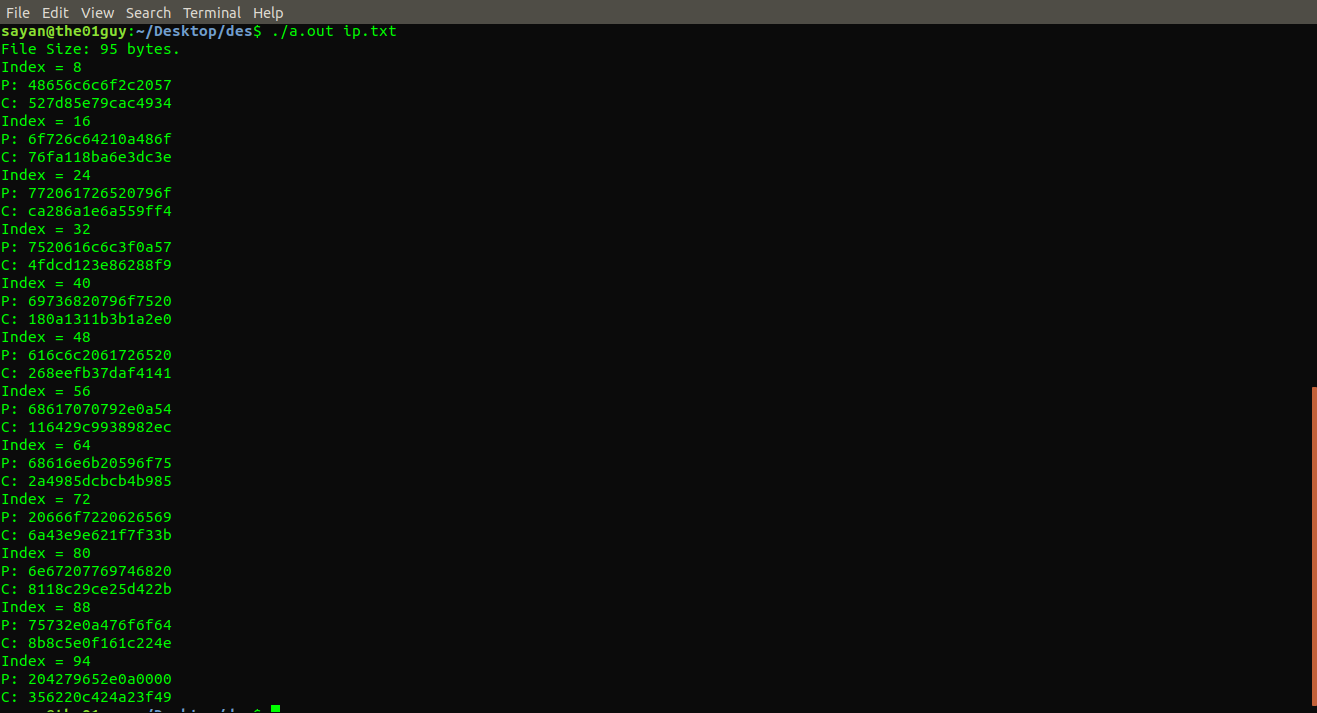 File Edit View Search Terminal Help
sayan@the01guy:~/Desktop/des$ ./a.out ip.txt
File Size: 95 bytes.
Index = 8
P: 48656c6c6f2c2057
C: 527d85e79cac4934
Index = 16
P: 6f726c64210a486f
C: 76fa118ba6e3dc3e
Index = 24
P: 772061726520796f
C: ca286a1e6a559ff4
Index = 32
P: 7520616c6c3f0a57
C: 4fdcd123e86288f9
Index = 40
P: 69736820796f7520
C: 180a1311b3b1a2e0
Index = 48
P: 616c6c2061726520
C: 268eefb37daf4141
Index = 56
P: 68617070792e0a54
C: 116429c9938982ec
Index = 64
P: 68616e6b20596f75
C: 2a4985dcbcb4b985
Index = 72
P: 20666f7220626569
C: 6a43e9e621f7f33b
Index = 80
P: 6e67207769746820
C: 8118c29ce25d422b
Index = 88
P: 75732e0a476f6f64
C: 8b8c5e0f161c224e
Index = 94
P: 204279652e0a0000
C: 356220c424a23f49